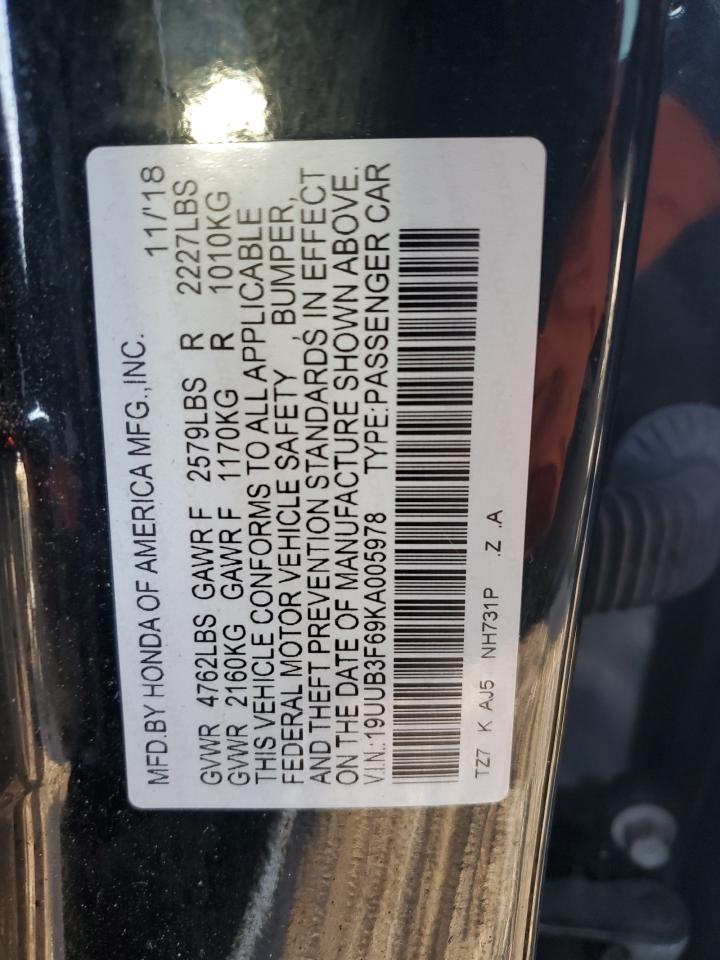 MFD.BY HONDA OF AMERICA MFG.,INC. 11/'18
GVWR 4762LBS GAWR F 2579LBS R 2227LBS
GVWR 2160KG GAWR F 1170KG R 1010KG
THIS VEHICLE CONFORMS TO ALL APPLICABLE
FEDERAL MOTOR VEHICLE SAFETY , BUMPER,
AND THEFT PREVENTION STANDARDS IN EFFECT
ON THE DATE OF MANUFACTURE SHOWN ABOVE.
V.I.N.:19UUB3F69KA005978 TYPE:PASSENGER CAR
TZ7 K AJ5 NH731P .Z .A